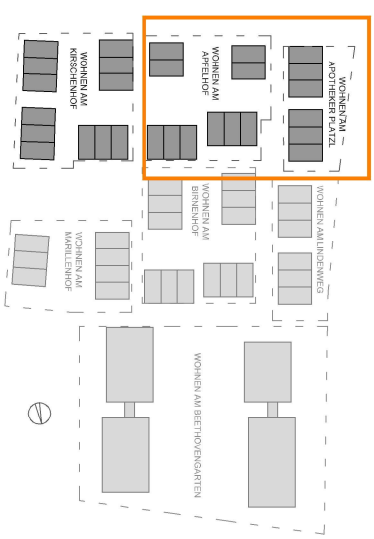 WOHNEN AM
KIRSCHENHOF
WOHNEN AM
APFELHOF
WOHNEN AM
APOTHEKER PLATZL
WOHNEN AM
BIRNENHOF
WOHNEN AM LINDENWEG
WOHNEN AM
MARILLENHOF
WOHNEN AM BEETHOVENGARTEN